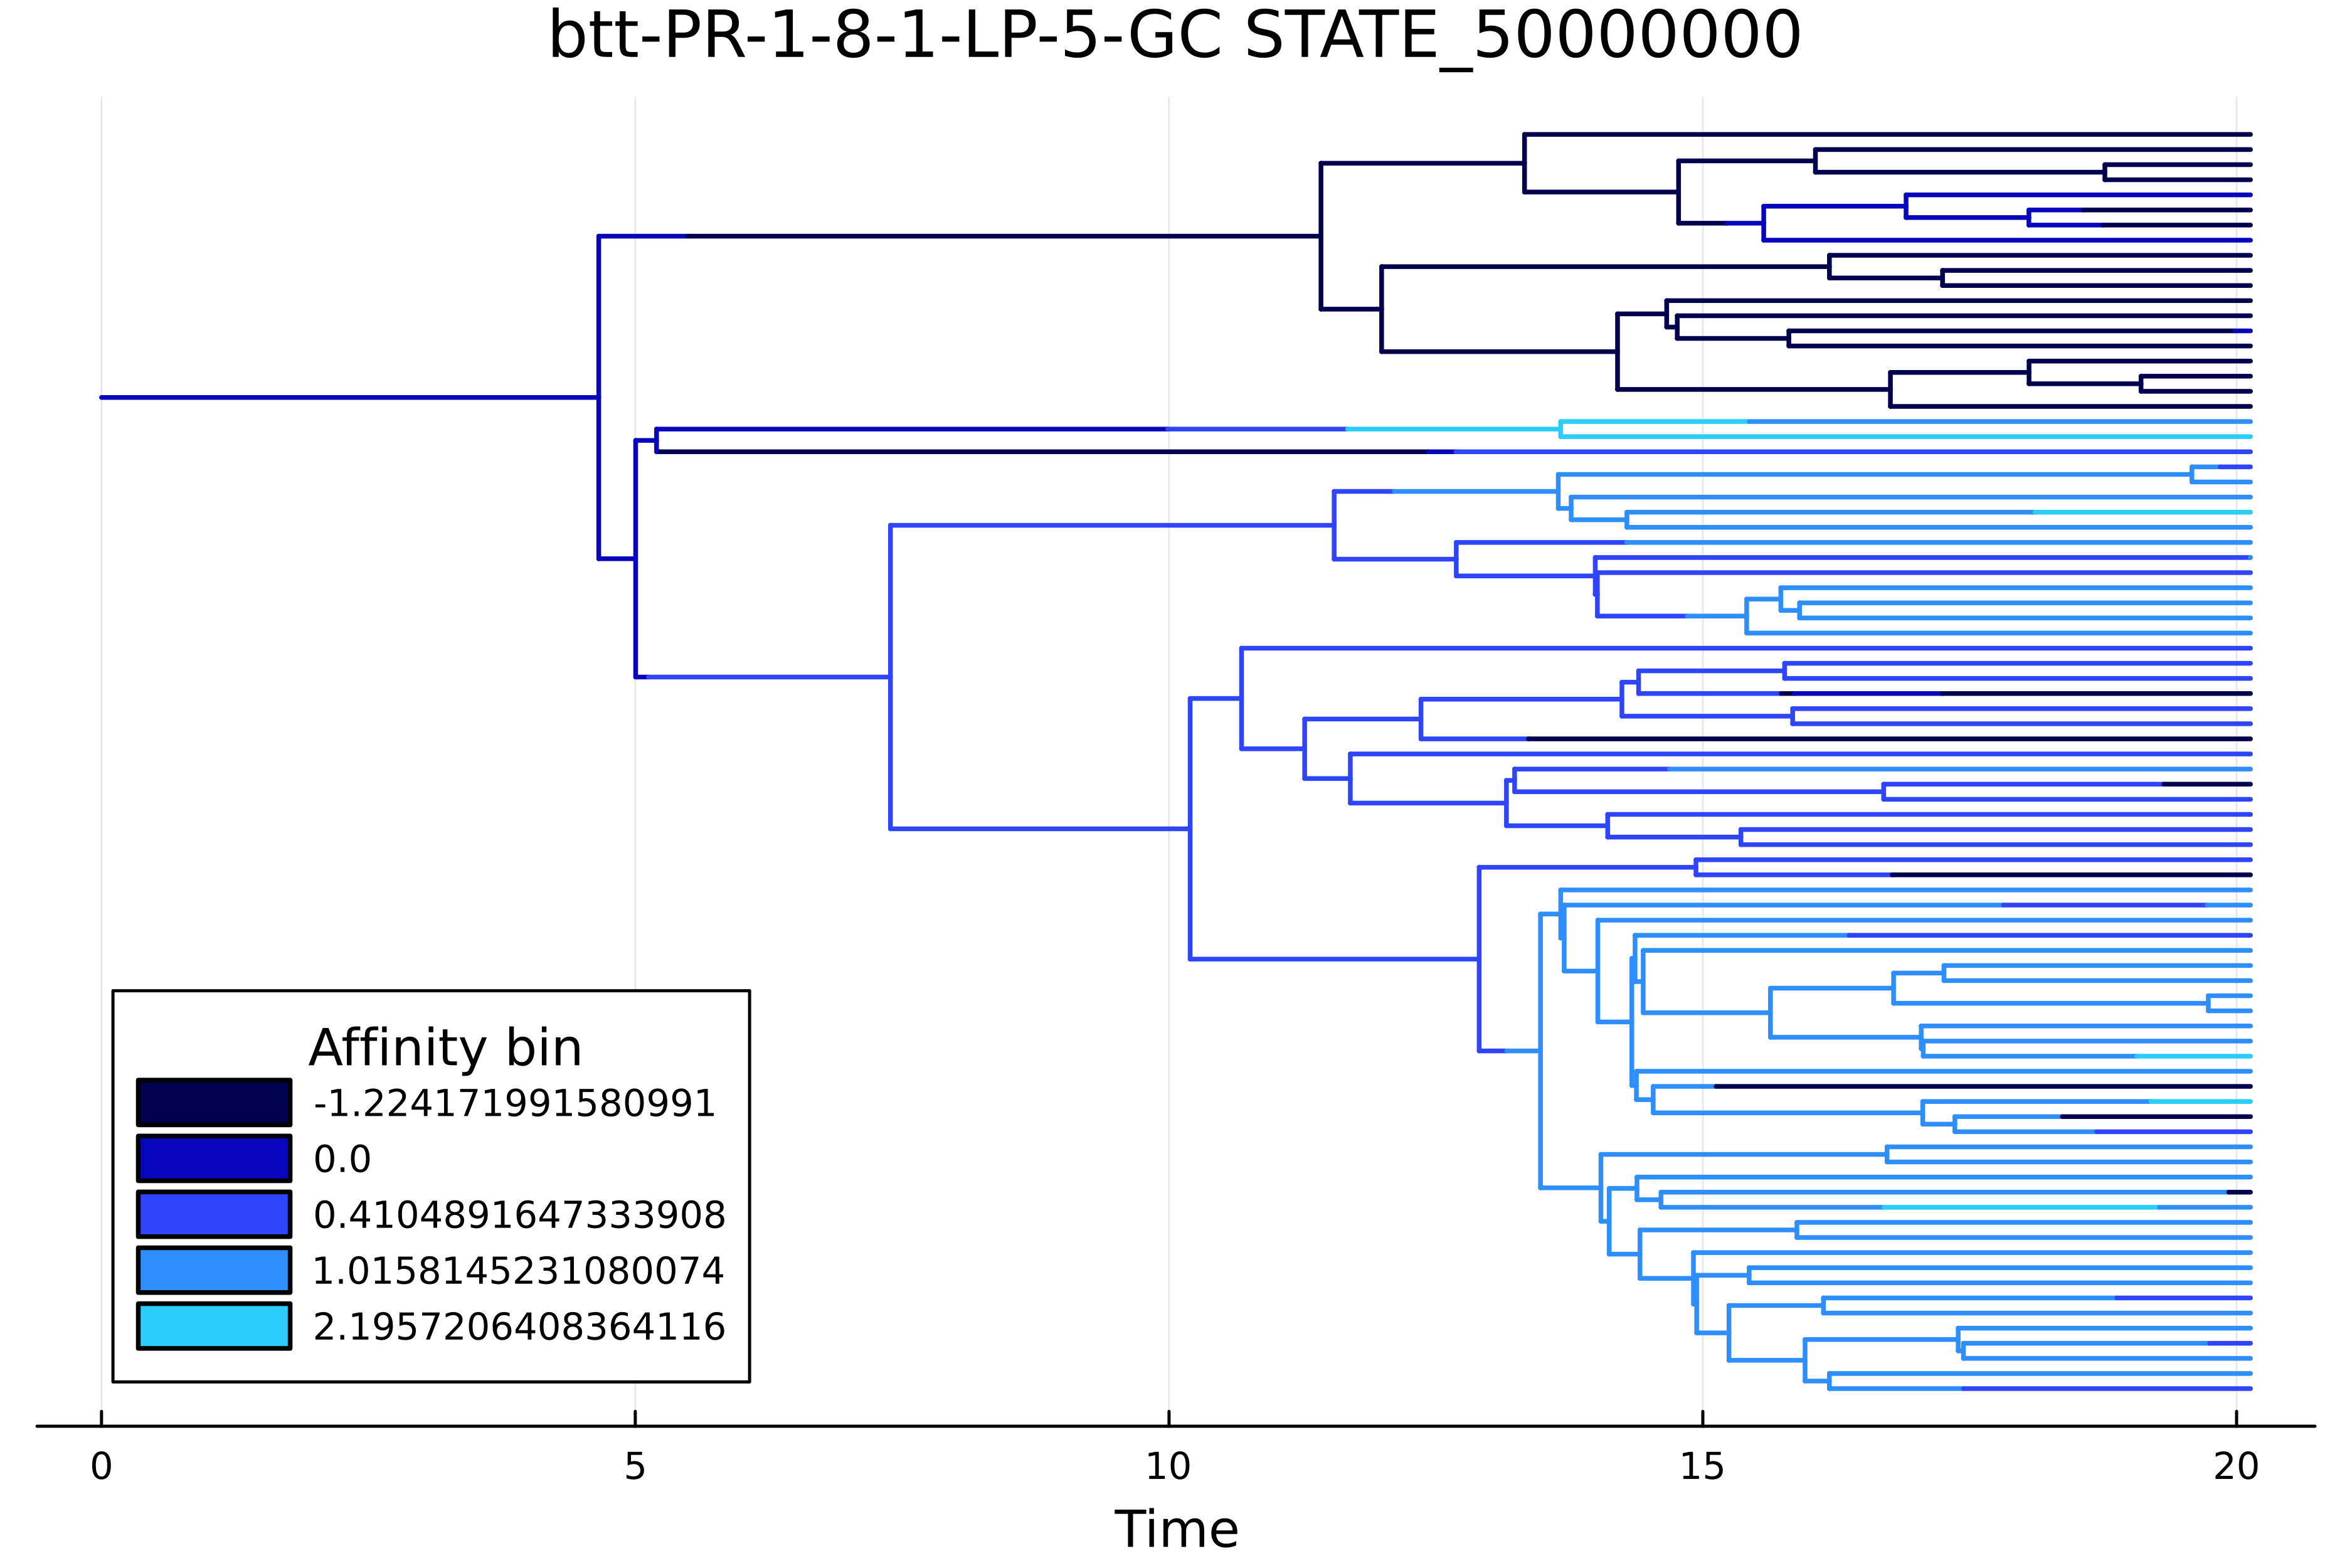 btt-PR-1-8-1-LP-5-GC STATE_50000000
Affinity bin
-1.224171991580991
0.0
0.4104891647333908
1.0158145231080074
2.1957206408364116
0 5 10 15 20
Time